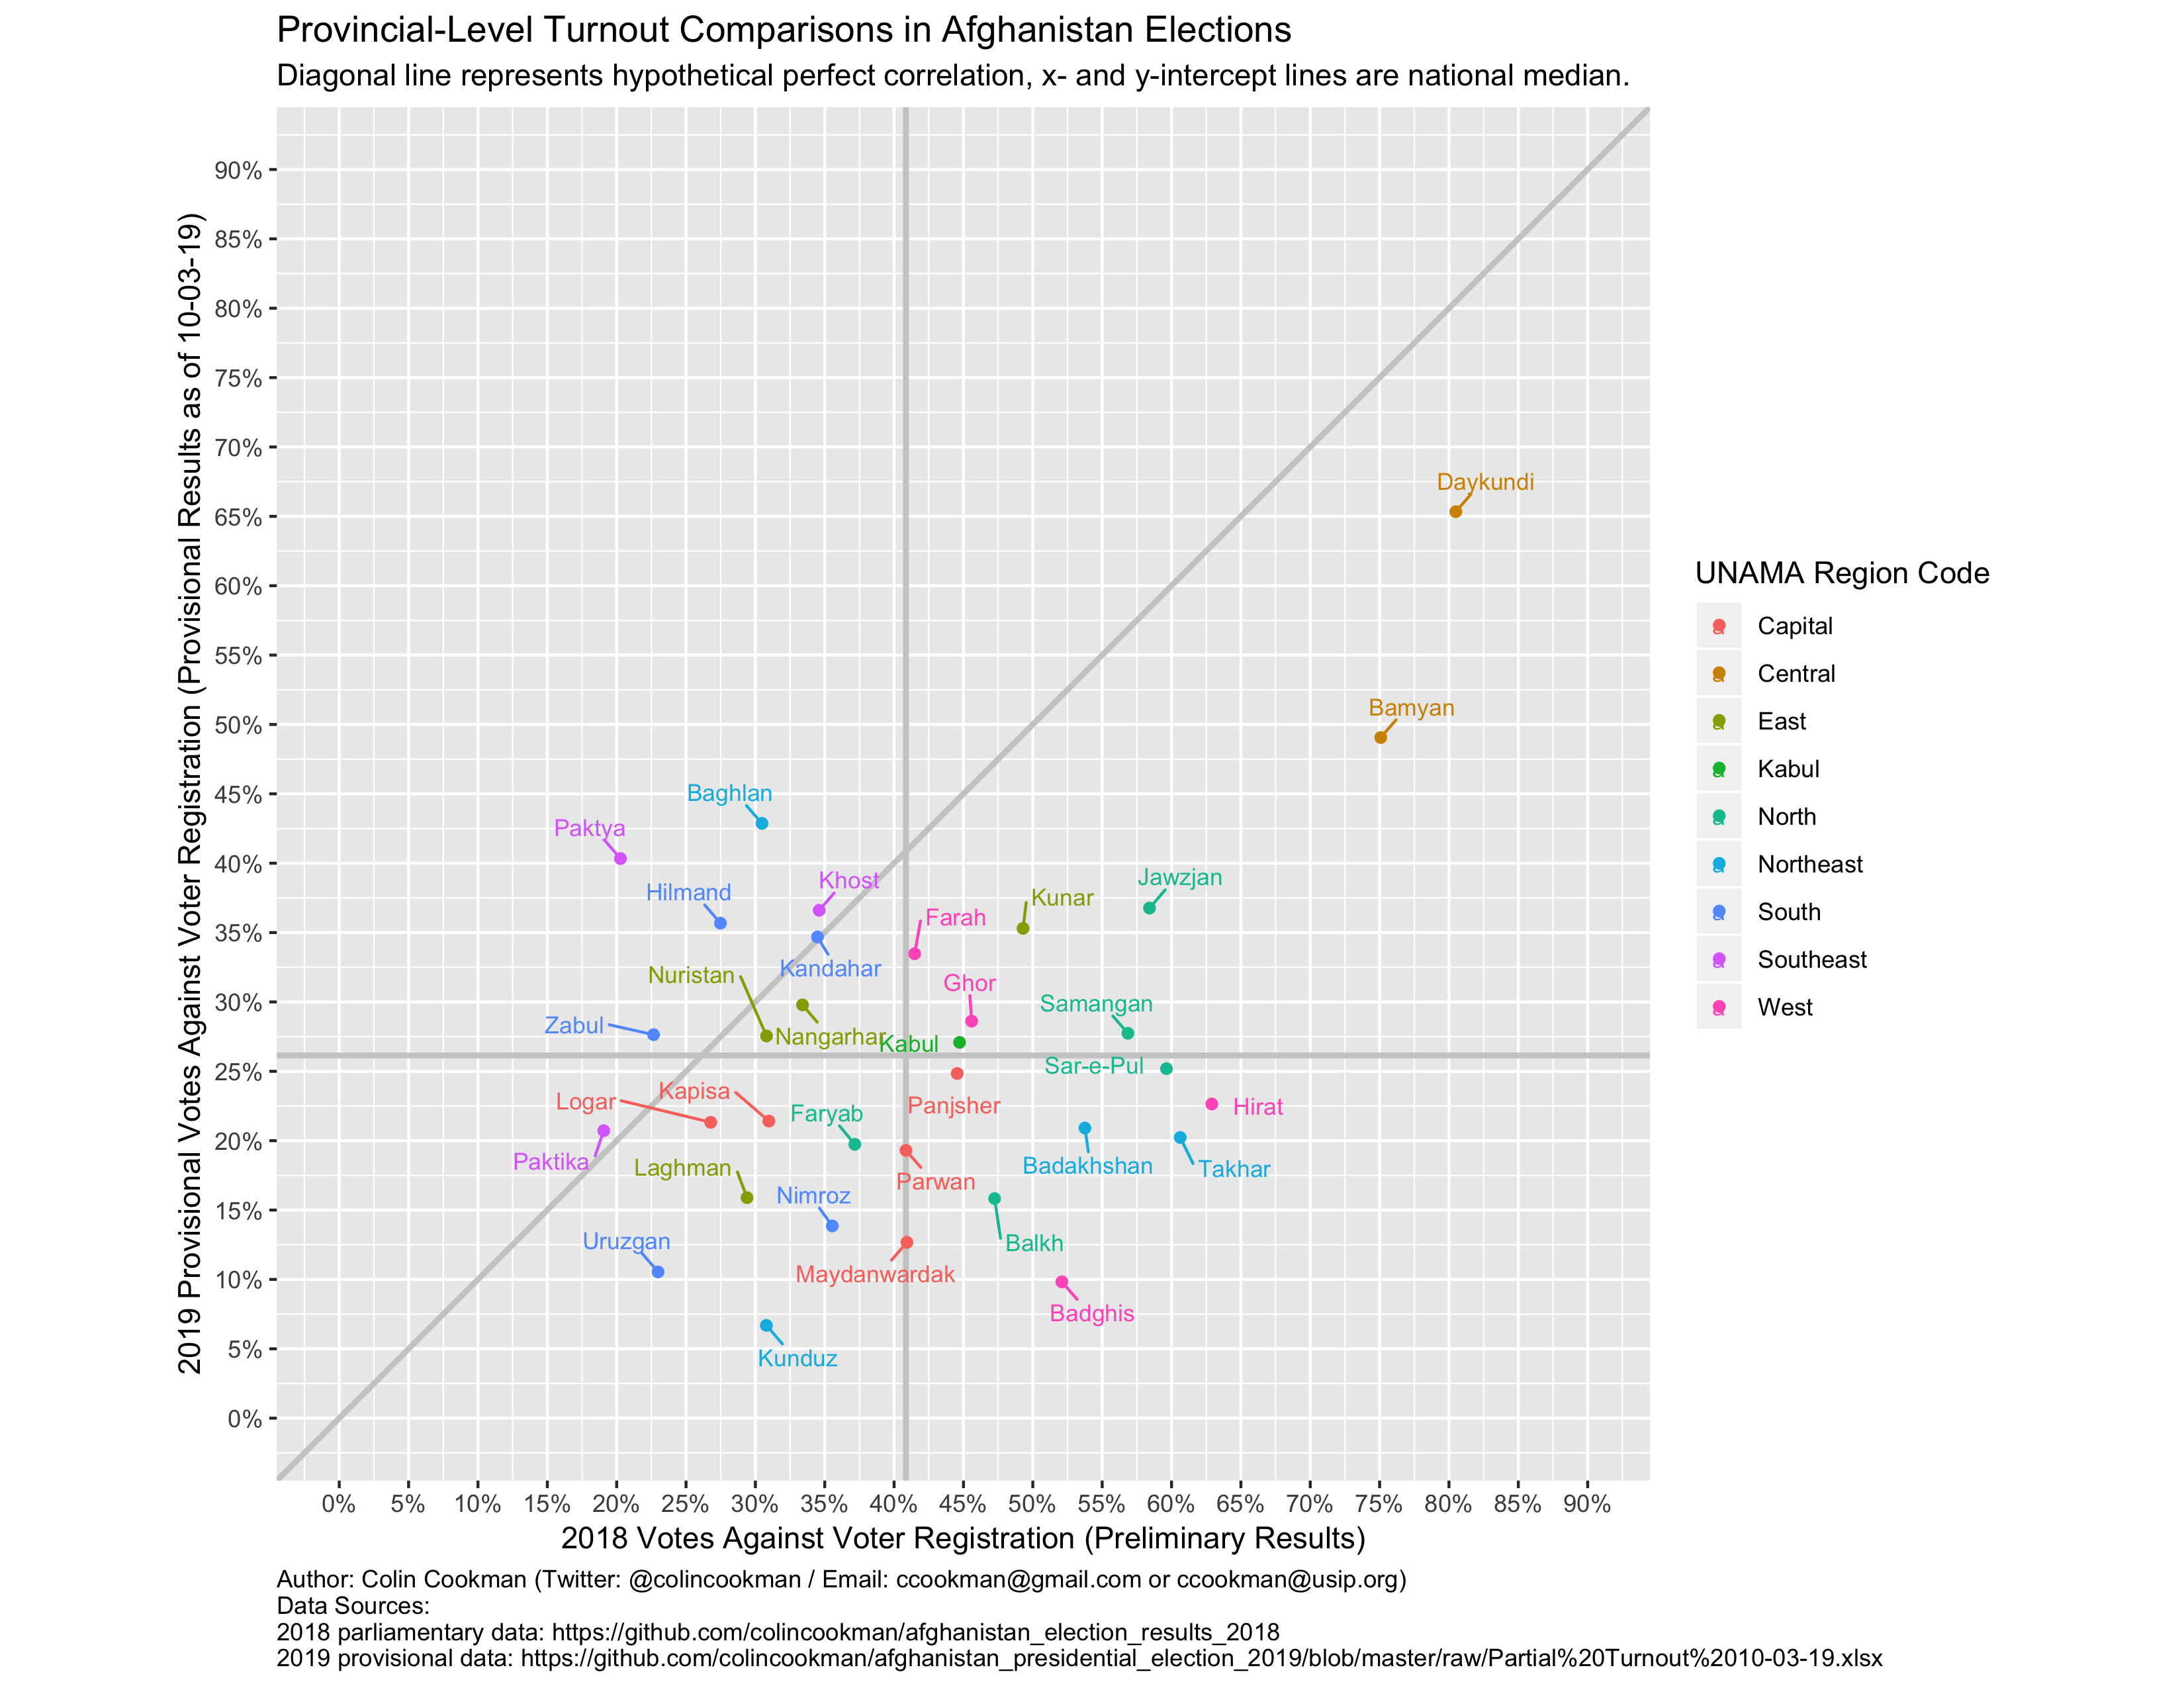 Provincial-Level Turnout Comparisons in Afghanistan Elections
Diagonal line represents hypothetical perfect correlation, x- and y-intercept lines are national median.
2019 Provisional Votes Against Voter Registration (Provisional Results as of 10-03-19)
90%
85%
80%
75%
70%
65%
60%
55%
50%
45%
40%
35%
30%
25%
20%
15%
10%
5%
0%
Daykundi
Bamyan
Baghlan
Paktya
Khost
Jawzjan
Hilmand
Kunar
Farah
Kandahar
Nuristan
Ghor
Samangan
Zabul
Nangarhar
Kabul
Sar-e-Pul
Kapisa
Logar
Panjsher
Hirat
Faryab
Paktika
Badakhshan
Laghman
Takhar
Parwan
Nimroz
Uruzgan
Balkh
Maydanwardak
Badghis
Kunduz
0% 5% 10% 15% 20% 25% 30% 35% 40% 45% 50% 55% 60% 65% 70% 75% 80% 85% 90%
2018 Votes Against Voter Registration (Preliminary Results)
UNAMA Region Code
a Capital
a Central
a East
a Kabul
a North
a Northeast
a South
a Southeast
a West
Author: Colin Cookman (Twitter: @colincookman / Email: ccookman@gmail.com or ccookman@usip.org)
Data Sources:
2018 parliamentary data: https://github.com/colincookman/afghanistan_election_results_2018
2019 provisional data: https://github.com/colincookman/afghanistan_presidential_election_2019/blob/master/raw/Partial%20Turnout%2010-03-19.xlsx